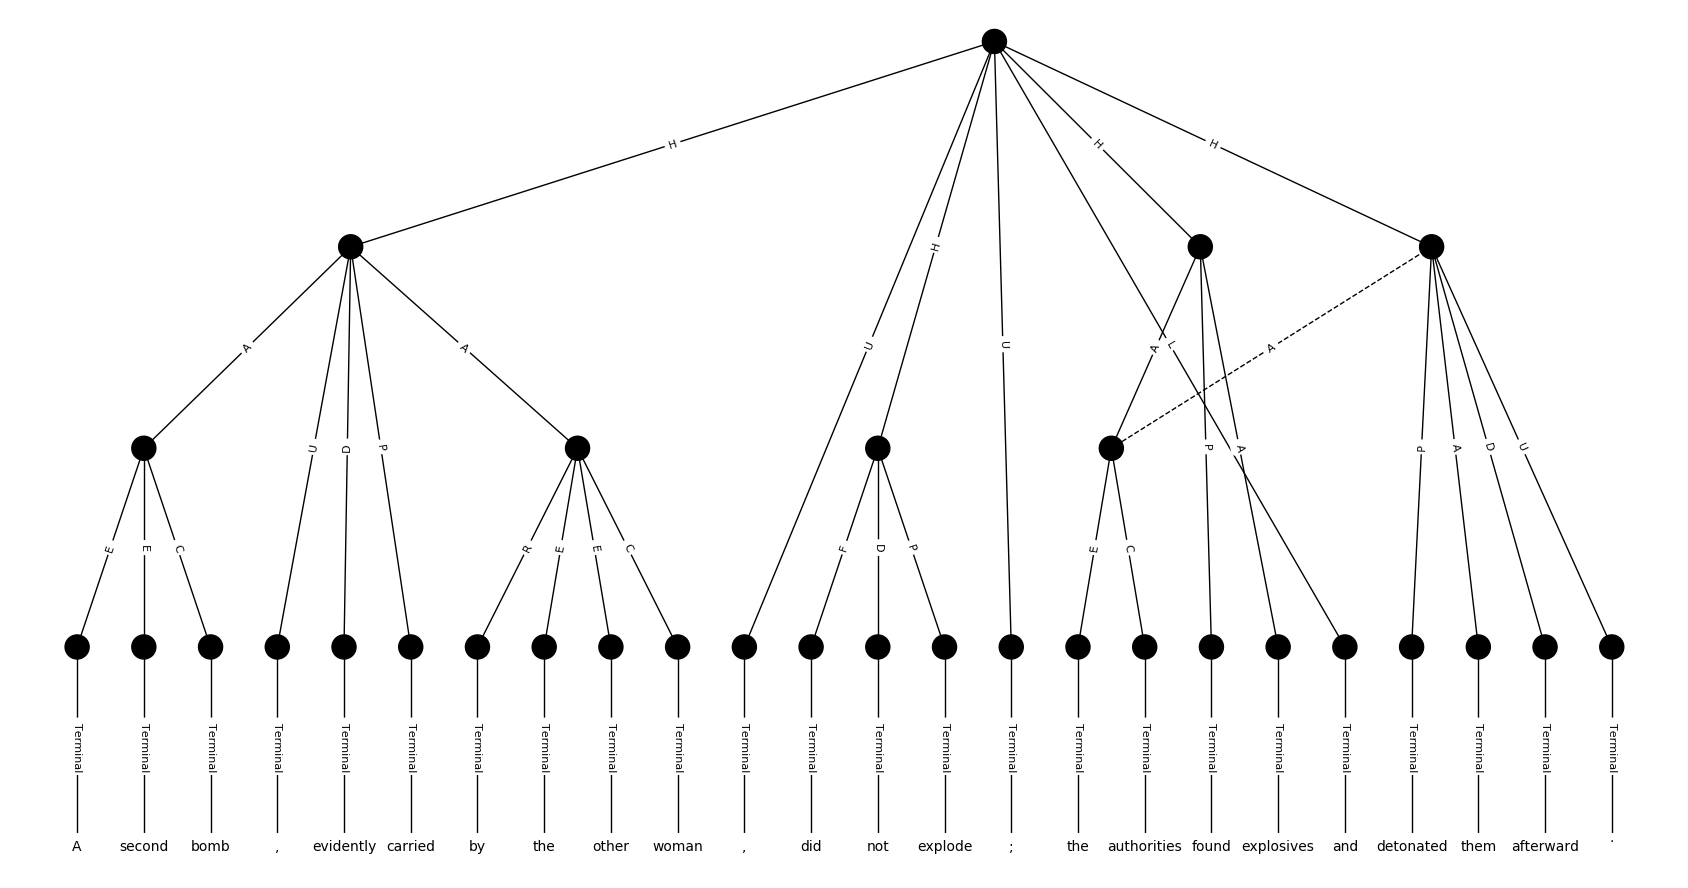 H H H H
U H U L A A
A A
U D P P A P A D U
E E C R E E C F D P E C
Terminal Terminal Terminal Terminal Terminal Terminal Terminal Terminal Terminal Terminal Terminal Terminal Terminal Terminal Terminal Terminal Terminal Terminal Terminal Terminal Terminal Terminal Terminal Terminal
A second bomb , evidently carried by the other woman , did not explode ; the authorities found explosives and detonated them afterward .